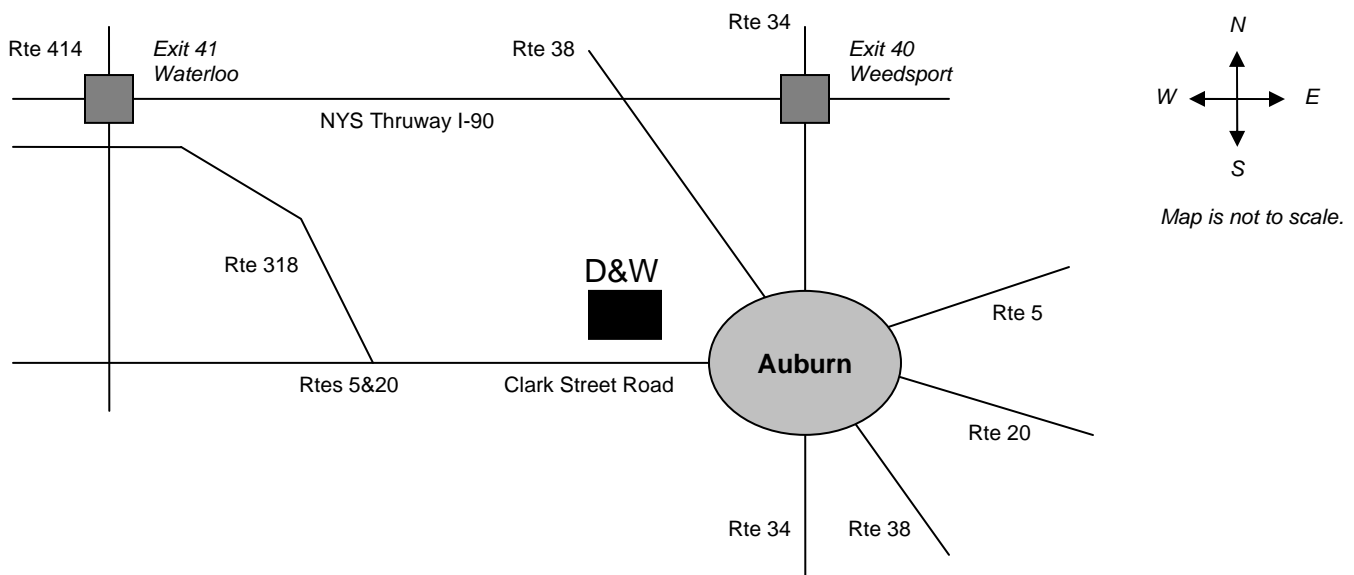 Rte 34
N
Rte 414
Exit 41
Waterloo
Rte 38
Exit 40
Weedsport
W
E
NYS Thruway I-90
S
Map is not to scale.
Rte 318
D&W
Rte 5
Auburn
Rtes 5&20
Clark Street Road
Rte 20
Rte 34
Rte 38